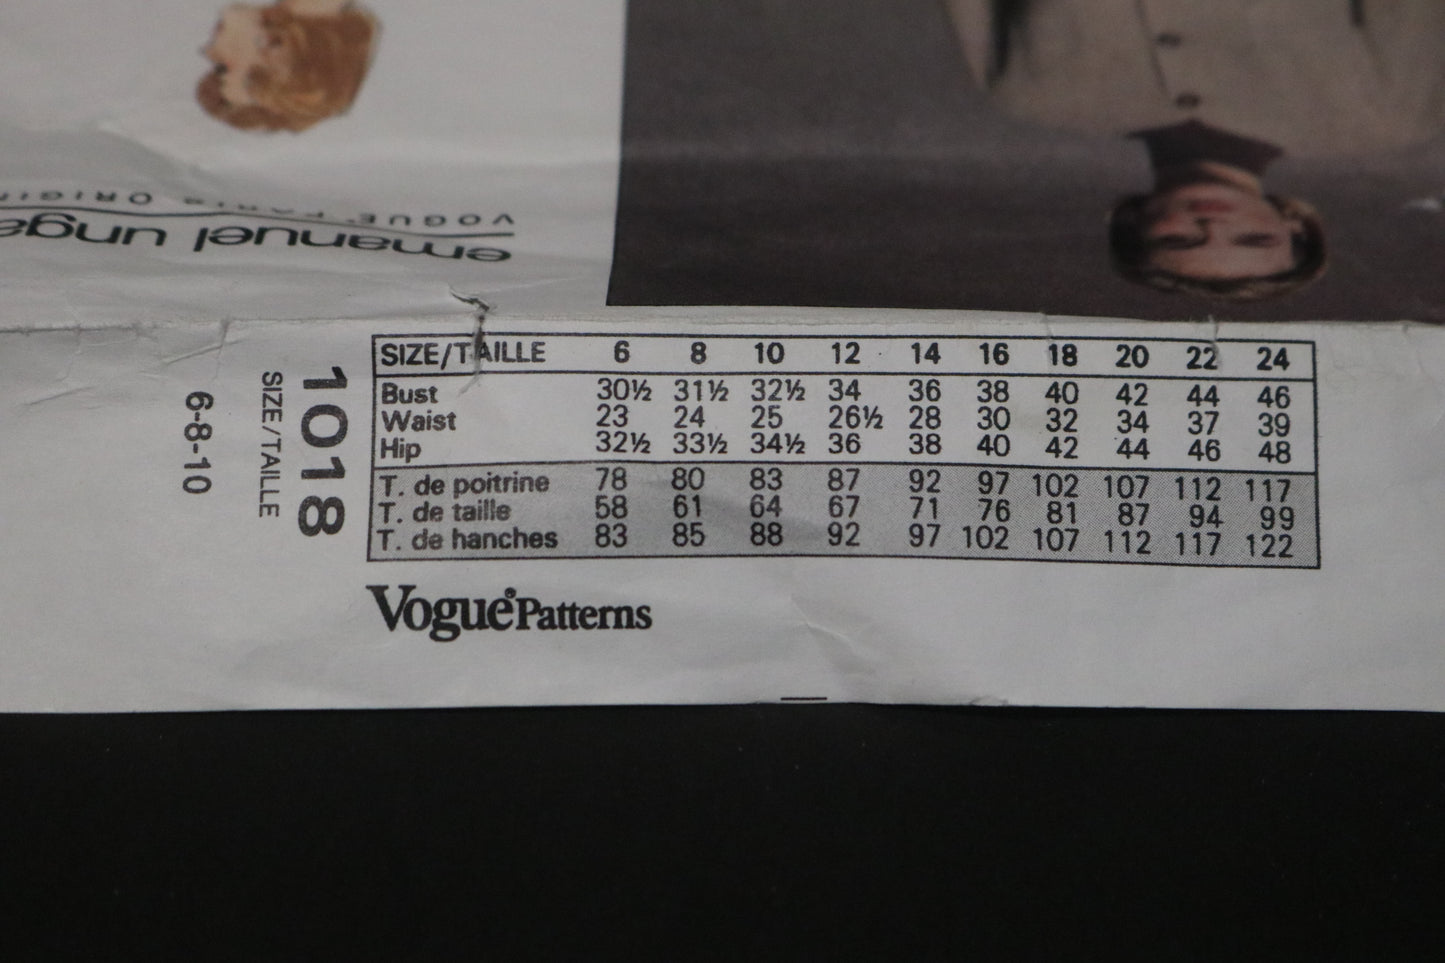 VOGUE PARIS ORIGIN
emanuel unga
1018
SIZE/TAILLE
6-8-10
SIZE/TAILLE 6 8 10 12 14 16 18 20 22 24
Bust 30½ 31½ 32½ 34 36 38 40 42 44 46
Waist 23 24 25 26½ 28 30 32 34 37 39
Hip 32½ 33½ 34½ 36 38 40 42 44 46 48
T. de poitrine 78 80 83 87 92 97 102 107 112 117
T. de taille 58 61 64 67 71 76 81 87 94 99
T. de hanches 83 85 88 92 97 102 107 112 117 122
Vogue® Patterns